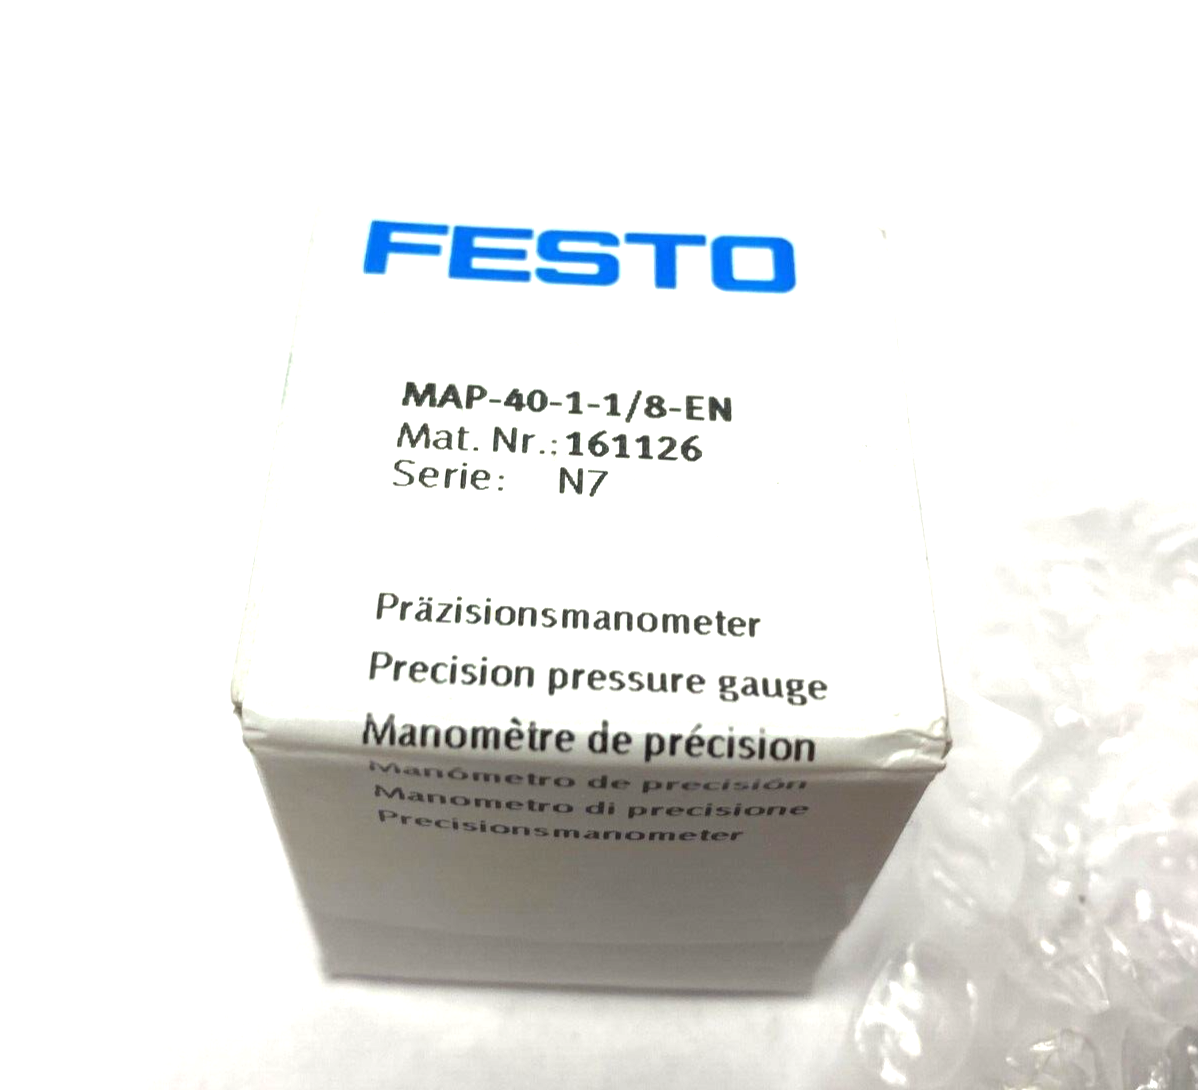 FESTO
MAP-40-1-1/8-EN
Mat. Nr.: 161126
Serie: N7
Präzisionsmanometer
Precision pressure gauge
Manomètre de précision
Manómetro de precisión
Manometro di precisione
Precisionsmanometer